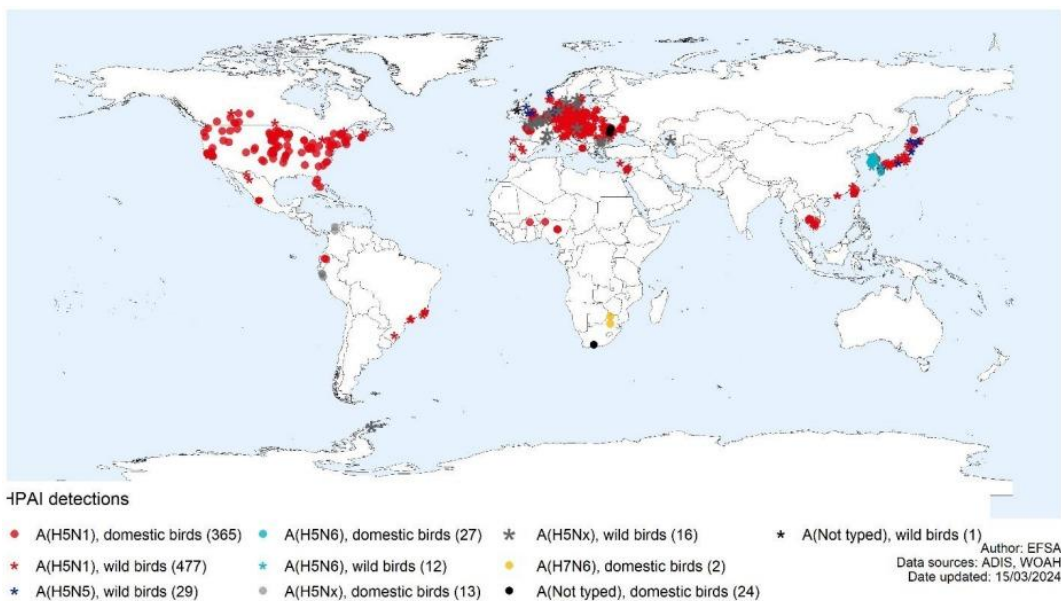 HPAI detections
A(H5N1), domestic birds (365) A(H5N6), domestic birds (27) A(H5Nx), wild birds (16) A(Not typed), wild birds (1)
A(H5N1), wild birds (477) A(H5N6), wild birds (12) A(H7N6), domestic birds (2)
A(H5N5), wild birds (29) A(H5Nx), domestic birds (13) A(Not typed), domestic birds (24)
Author: EFSA
Data sources: ADIS, WOAH
Date updated: 15/03/2024